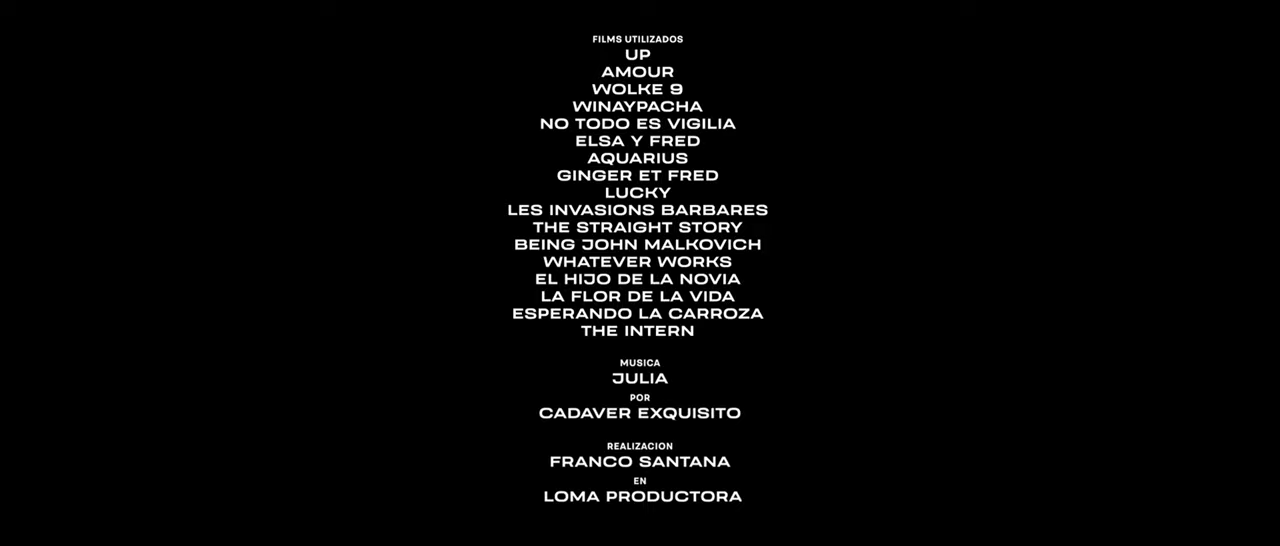 FILMS UTILIZADOS
UP
AMOUR
WOLKE 9
WINAYPACHA
NO TODO ES VIGILIA
ELSA Y FRED
AQUARIUS
GINGER ET FRED
LUCKY
LES INVASIONS BARBARES
THE STRAIGHT STORY
BEING JOHN MALKOVICH
WHATEVER WORKS
EL HIJO DE LA NOVIA
LA FLOR DE LA VIDA
ESPERANDO LA CARROZA
THE INTERN
MUSICA
JULIA
POR
CADAVER EXQUISITO
REALIZACION
FRANCO SANTANA
EN
LOMA PRODUCTORA